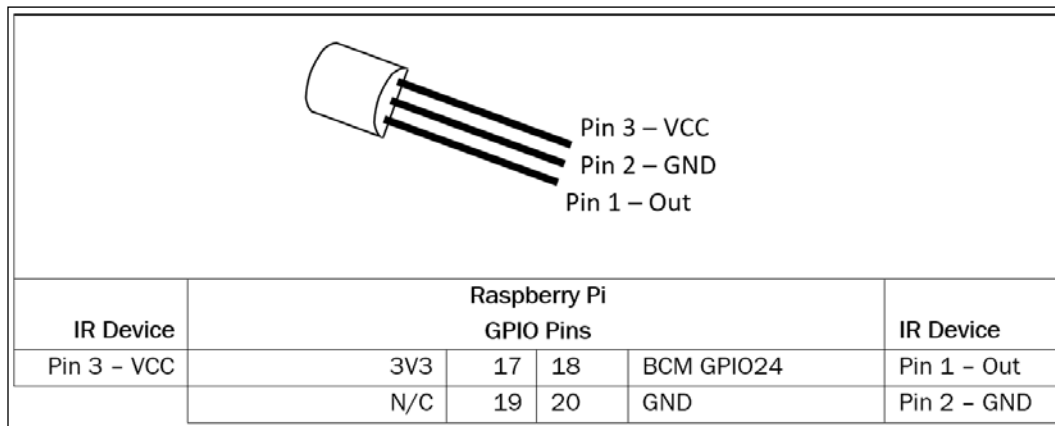 Pin 3 – VCC
Pin 2 – GND
Pin 1 – Out
Raspberry Pi
IR Device GPIO Pins IR Device
Pin 3 – VCC 3V3 17 18 BCM GPIO24 Pin 1 – Out
N/C 19 20 GND Pin 2 – GND